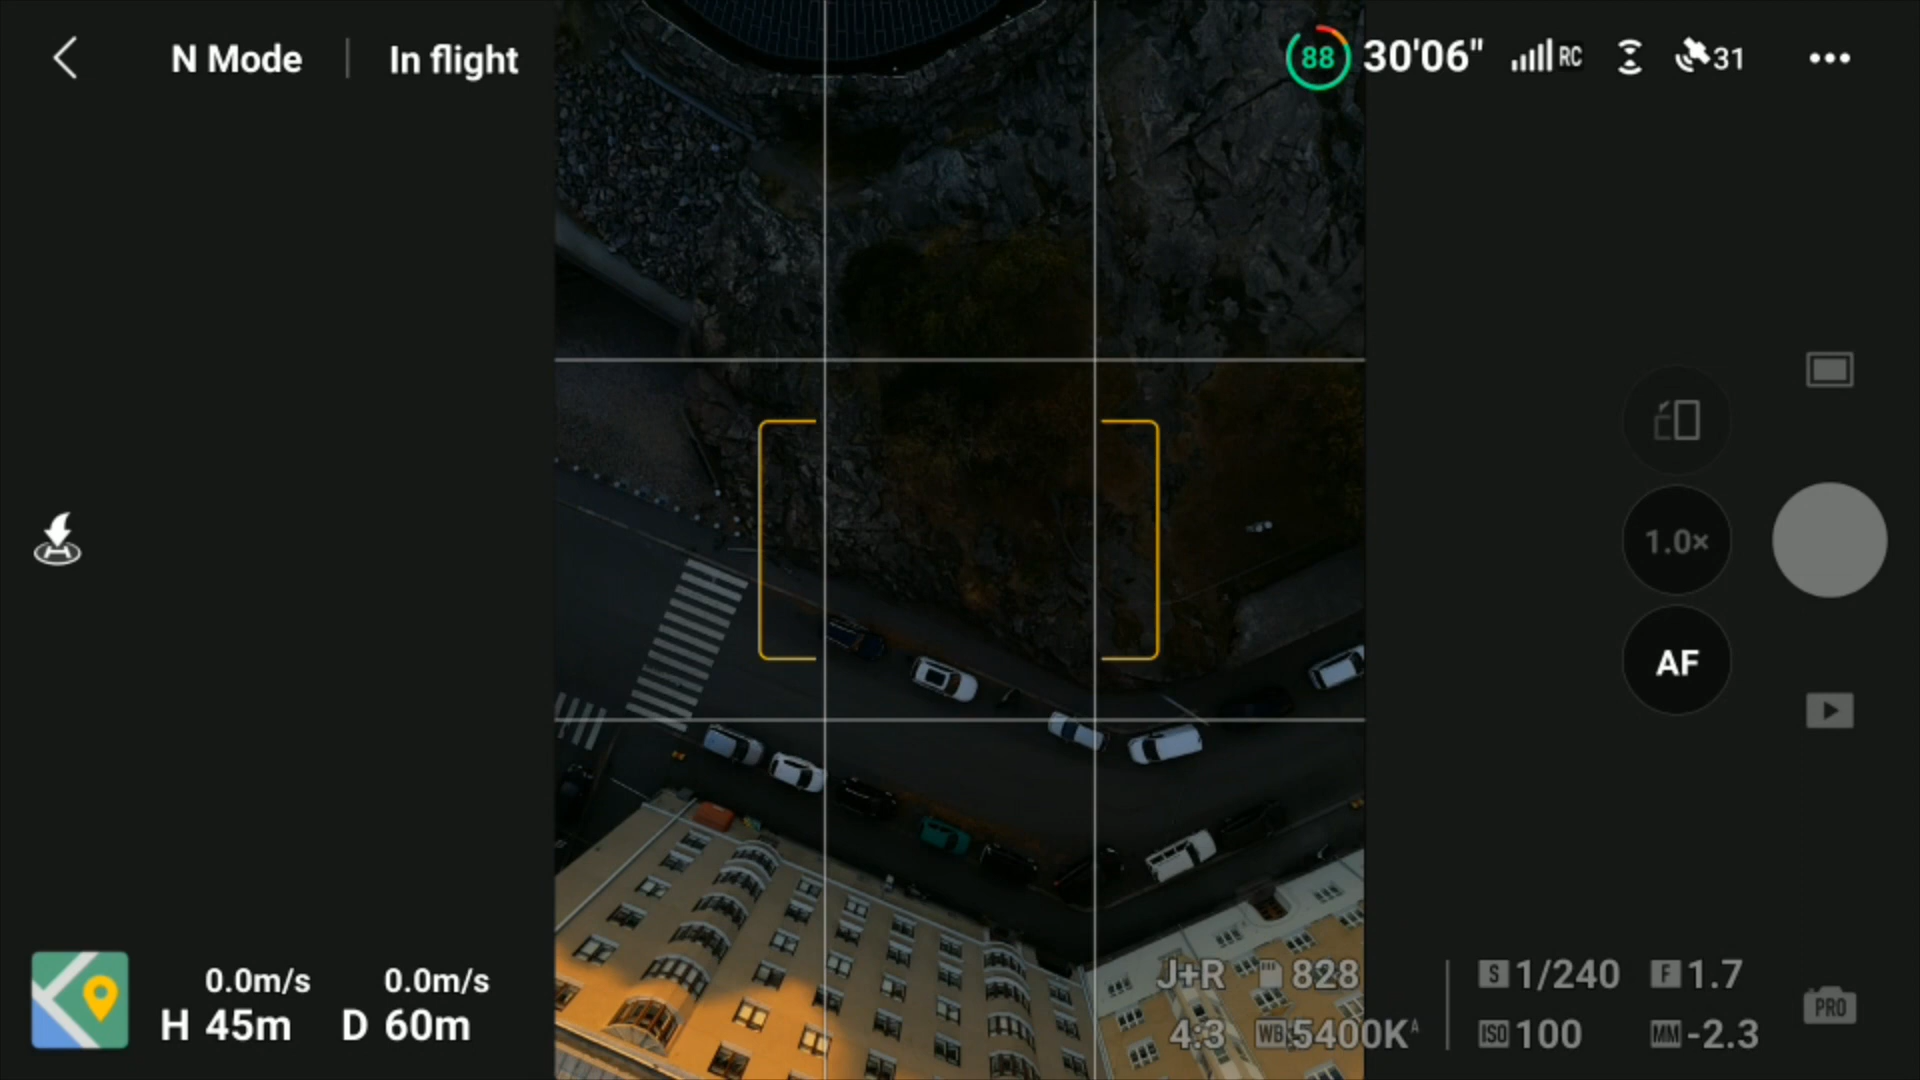 N Mode | In flight
88 30'06" RC 31
1.0×
AF
0.0m/s 0.0m/s
H 45m D 60m
J+R 828
4:3 WB 5400K A
S 1/240 F 1.7
ISO 100 MM -2.3
PRO